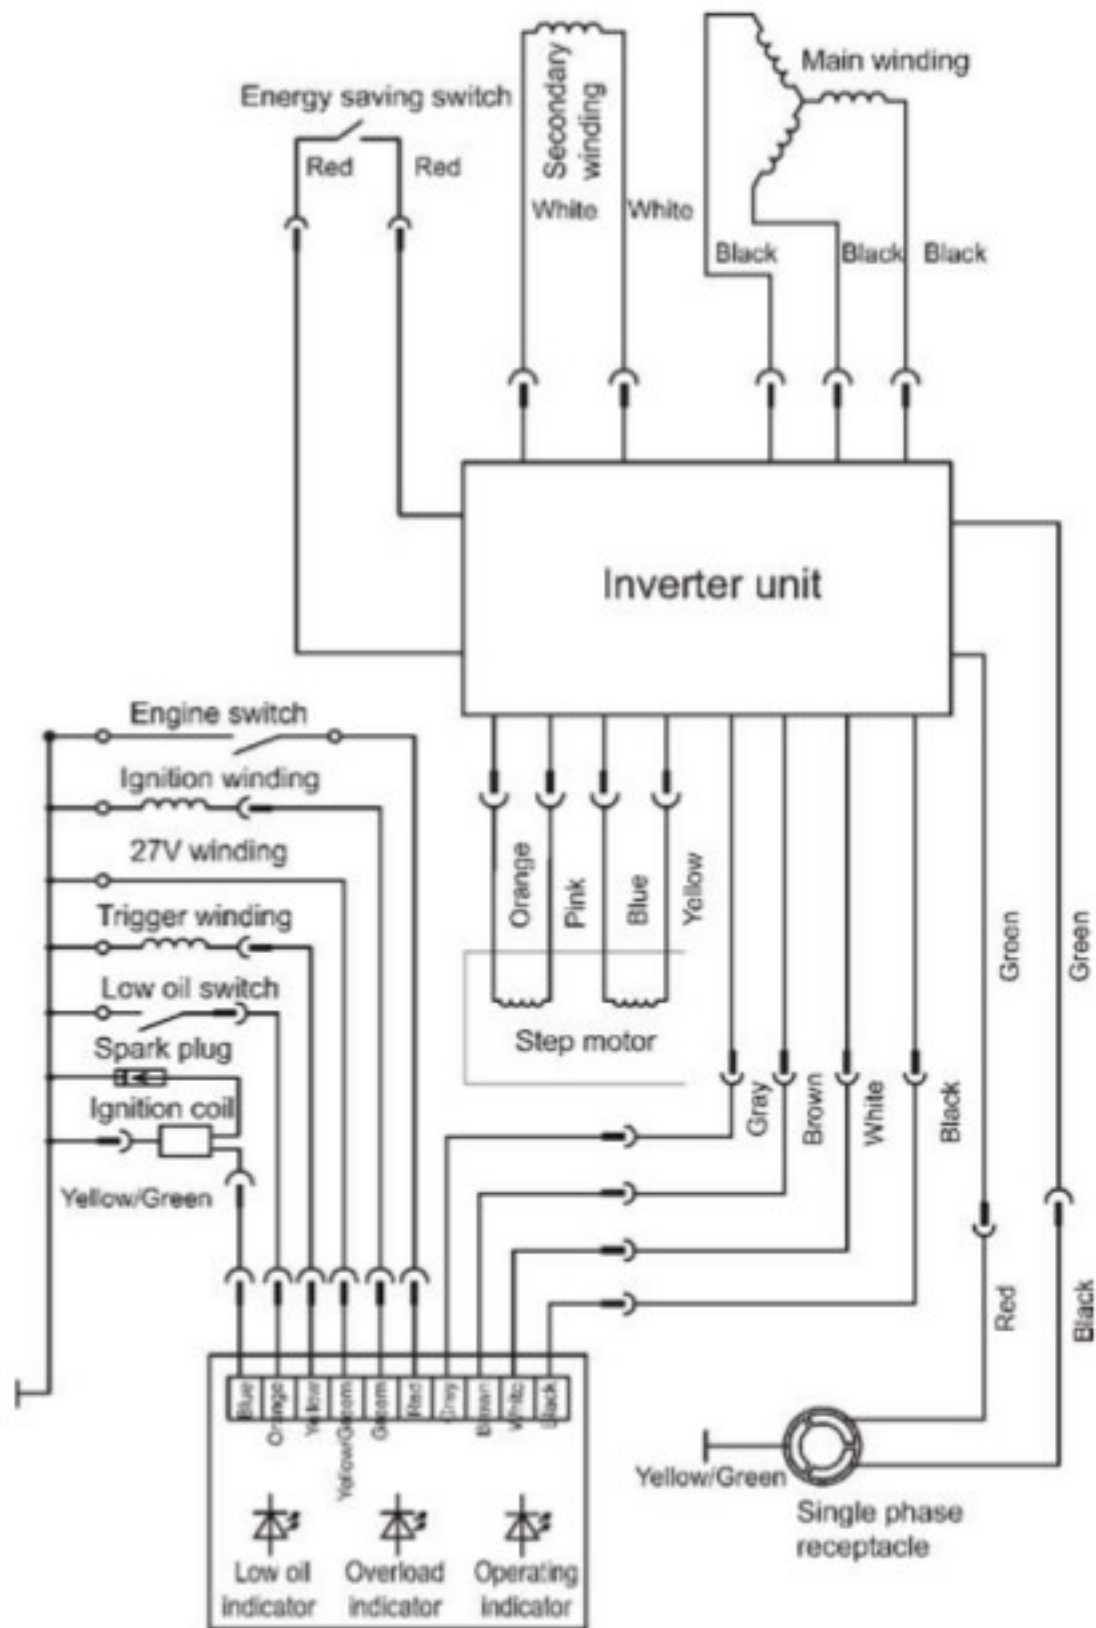 Main winding
Energy saving switch
Secondary
winding
Red
Red
White
White
Black
Black
Black
Inverter unit
Engine switch
Ignition winding
27V winding
Trigger winding
Low oil switch
Spark plug
Ignition coil
Yellow/Green
Orange
Pink
Blue
Yellow
Step motor
Green
Green
Gray
Brown
White
Black
Red
Black
Blue
Orange
Yellow
Yellow/Green
Green
Red
Gray
Brown
White
Black
Yellow/Green
Single phase
receptacle
Low oil
indicator
Overload
indicator
Operating
indicator